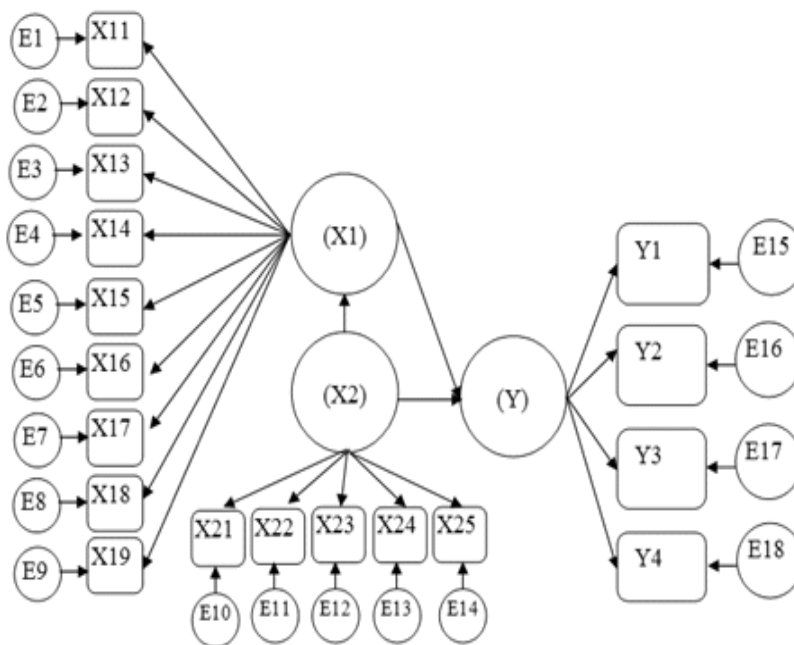 E1 X11
E2 X12
E3 X13
E4 X14
E5 X15
E6 X16
E7 X17
E8 X18
E9 X19
(X1)
(X2)
(Y)
X21 X22 X23 X24 X25
E10 E11 E12 E13 E14
Y1 E15
Y2 E16
Y3 E17
Y4 E18